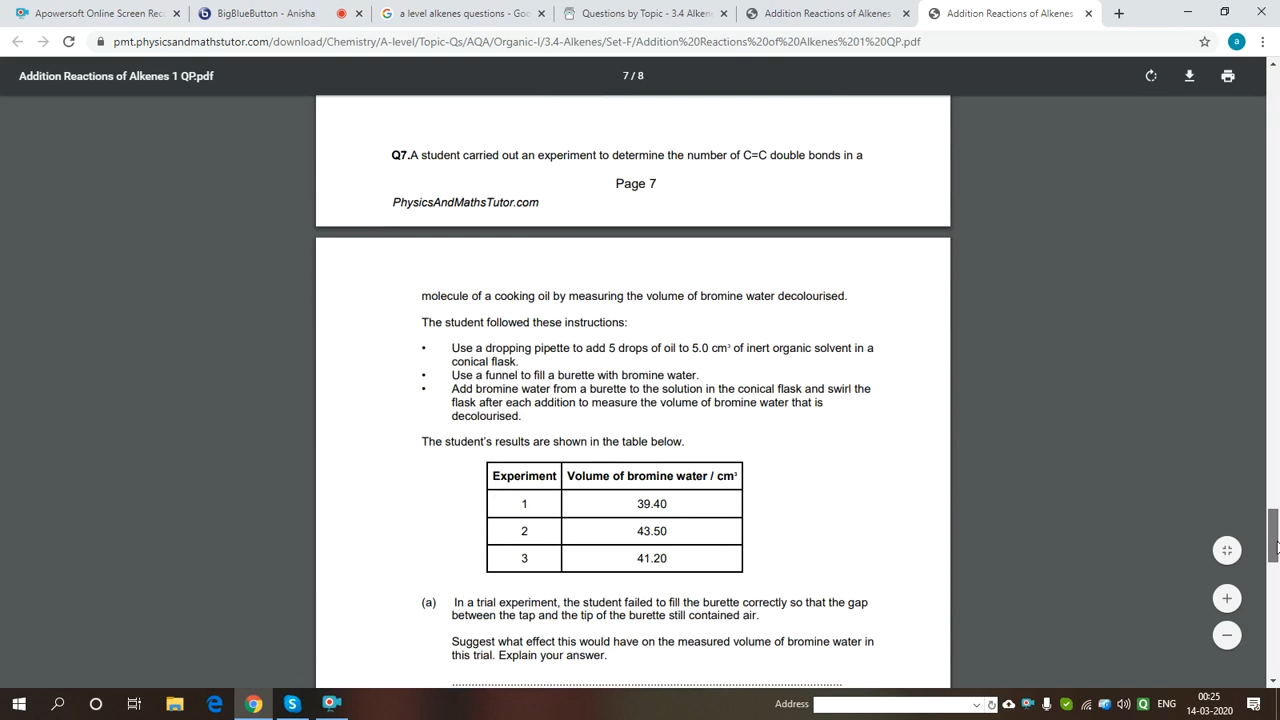 Apowersoft Online Screen Reco
BigBlueButton - Anisha
a level alkenes questions - Goo
Questions by Topic - 3.4 Alkene
Addition Reactions of Alkenes
Addition Reactions of Alkenes
pmt.physicsandmathstutor.com/download/Chemistry/A-level/Topic-Qs/AQA/Organic-I/3.4-Alkenes/Set-F/Addition%20Reactions%20of%20Alkenes%201%20QP.pdf
a
Addition Reactions of Alkenes 1 QP.pdf
7 / 8
Q7.A student carried out an experiment to determine the number of C=C double bonds in a
Page 7
PhysicsAndMathsTutor.com
molecule of a cooking oil by measuring the volume of bromine water decolourised.
The student followed these instructions:
• Use a dropping pipette to add 5 drops of oil to 5.0 cm³ of inert organic solvent in a
conical flask.
• Use a funnel to fill a burette with bromine water.
• Add bromine water from a burette to the solution in the conical flask and swirl the
flask after each addition to measure the volume of bromine water that is
decolourised.
The student's results are shown in the table below.
Experiment Volume of bromine water / cm³
1 39.40
2 43.50
3 41.20
(a) In a trial experiment, the student failed to fill the burette correctly so that the gap
between the tap and the tip of the burette still contained air.
Suggest what effect this would have on the measured volume of bromine water in
this trial. Explain your answer.
Address
ENG
00:25
14-03-2020